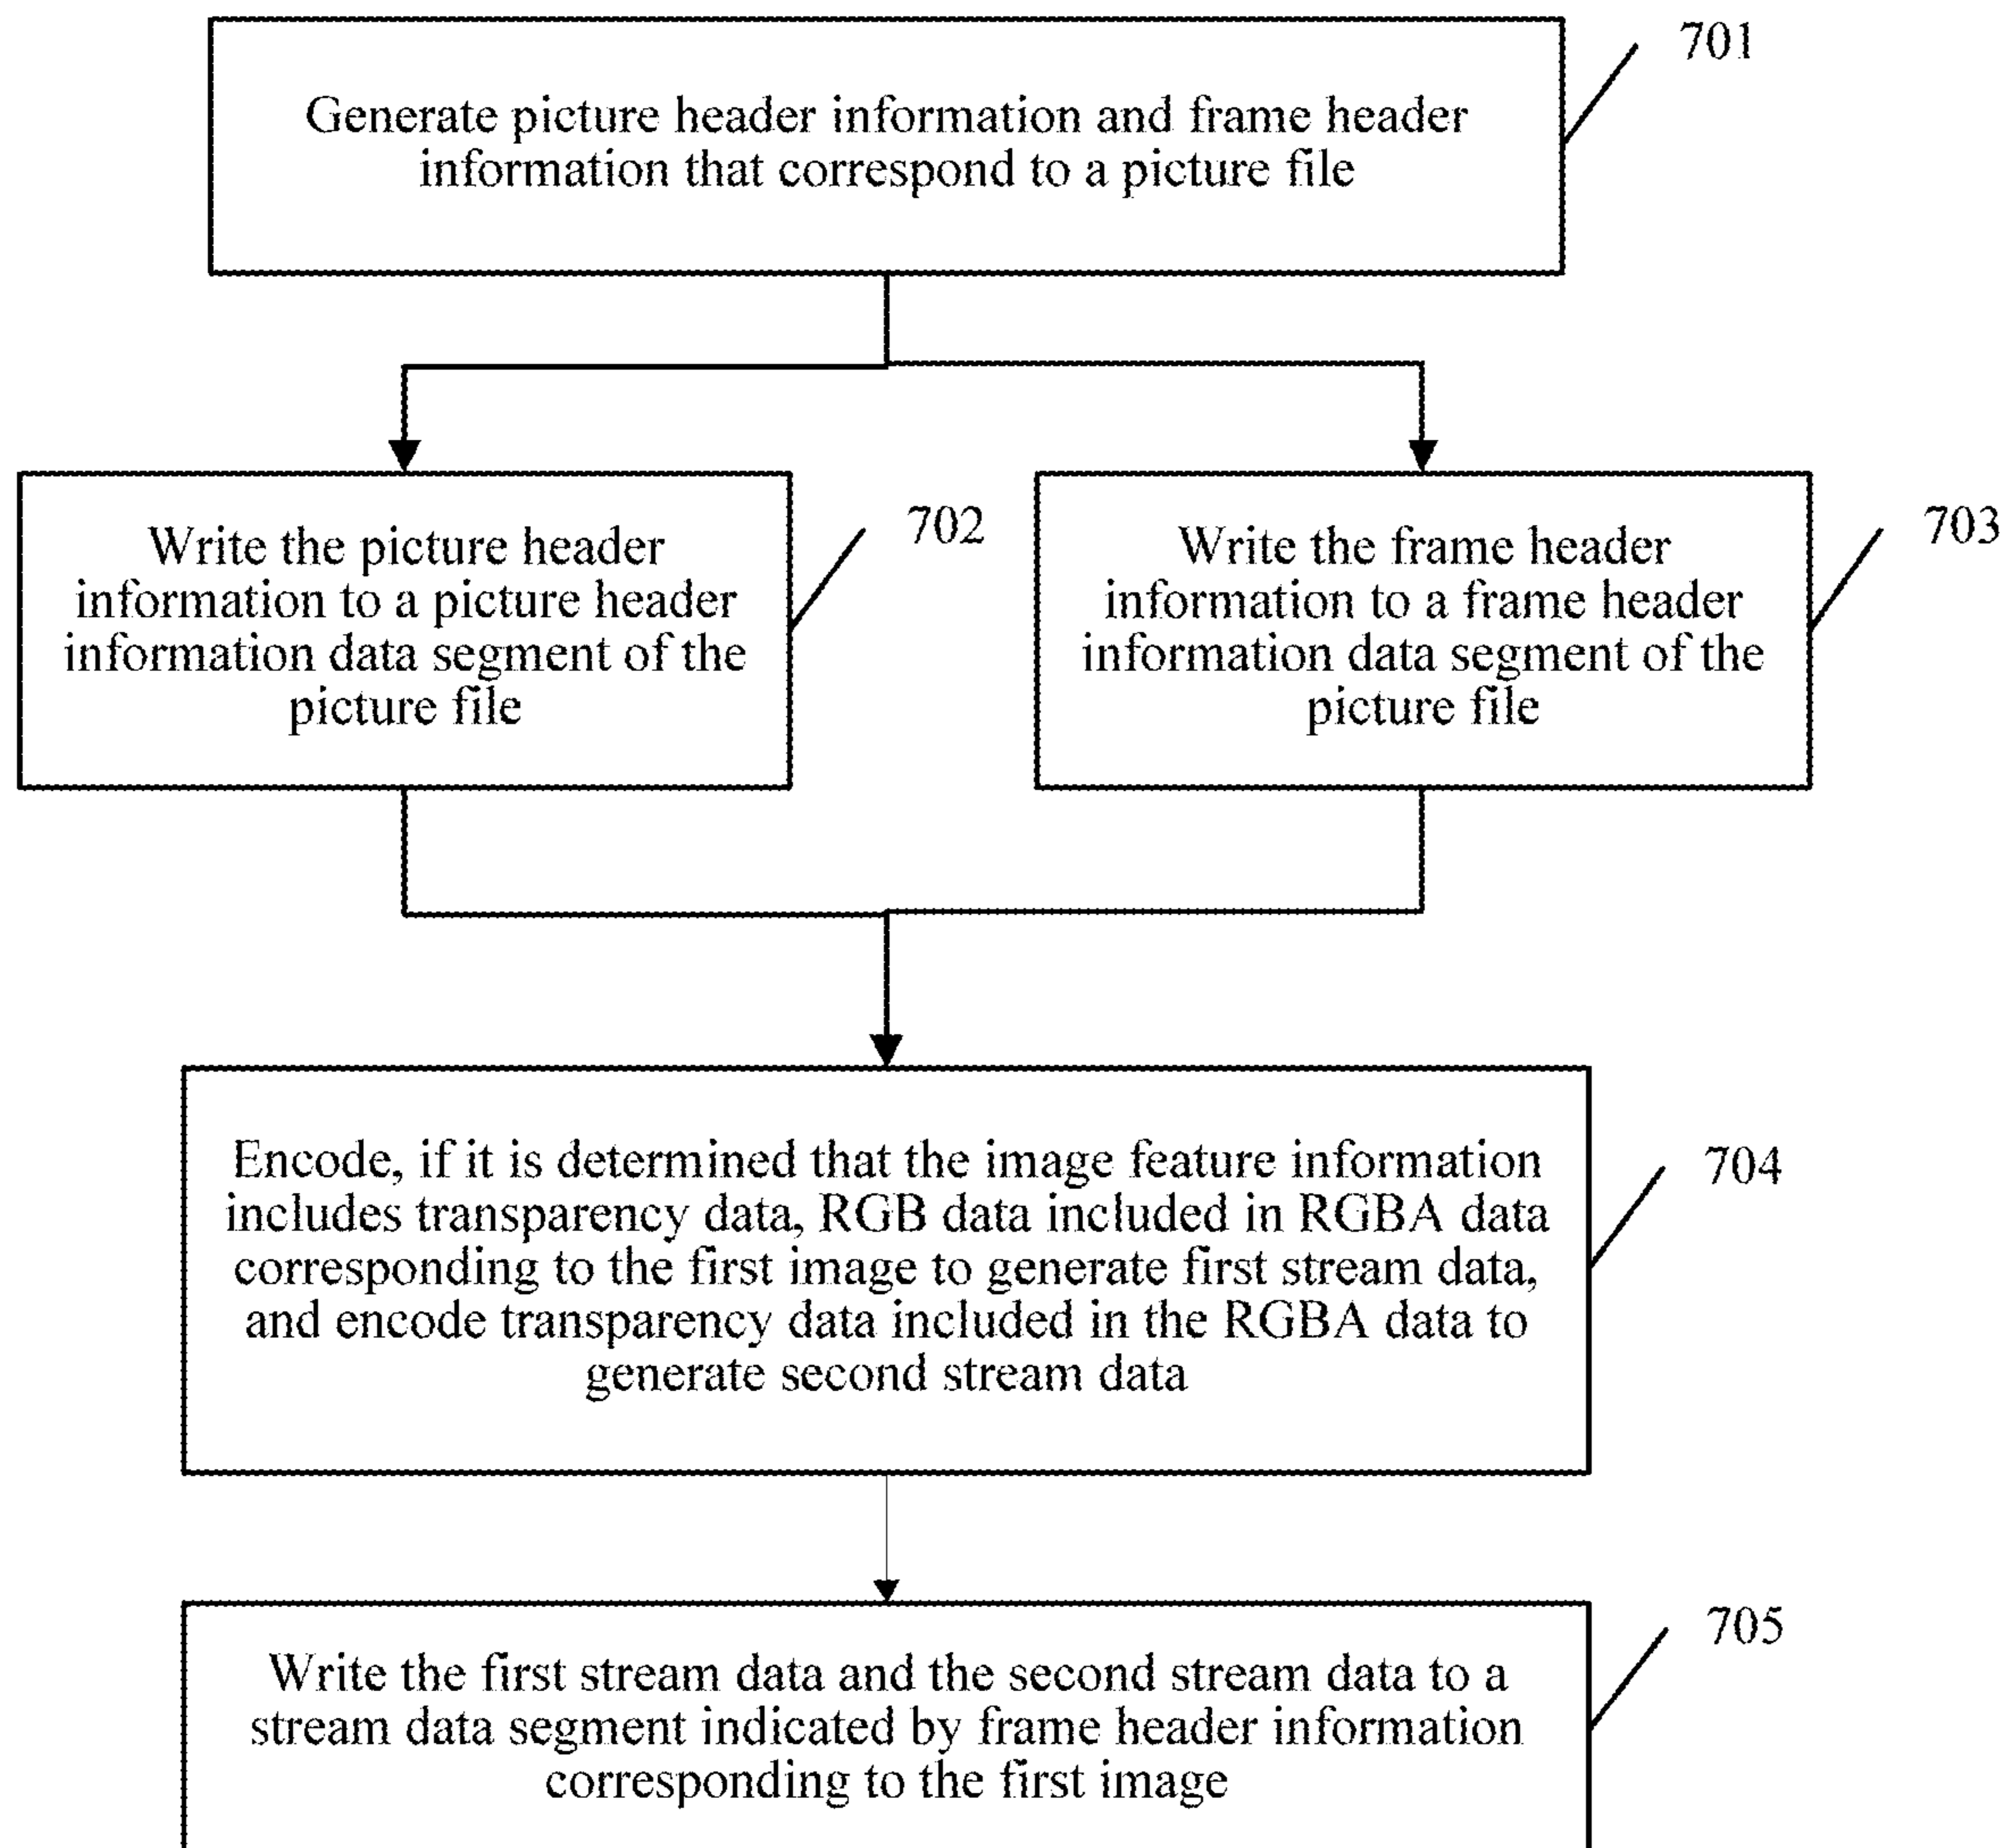 701
Generate picture header information and frame header
information that correspond to a picture file
702
Write the picture header
information to a picture header
information data segment of the
picture file
703
Write the frame header
information to a frame header
information data segment of the
picture file
704
Encode, if it is determined that the image feature information
includes transparency data, RGB data included in RGBA data
corresponding to the first image to generate first stream data,
and encode transparency data included in the RGBA data to
generate second stream data
705
Write the first stream data and the second stream data to a
stream data segment indicated by frame header information
corresponding to the first image